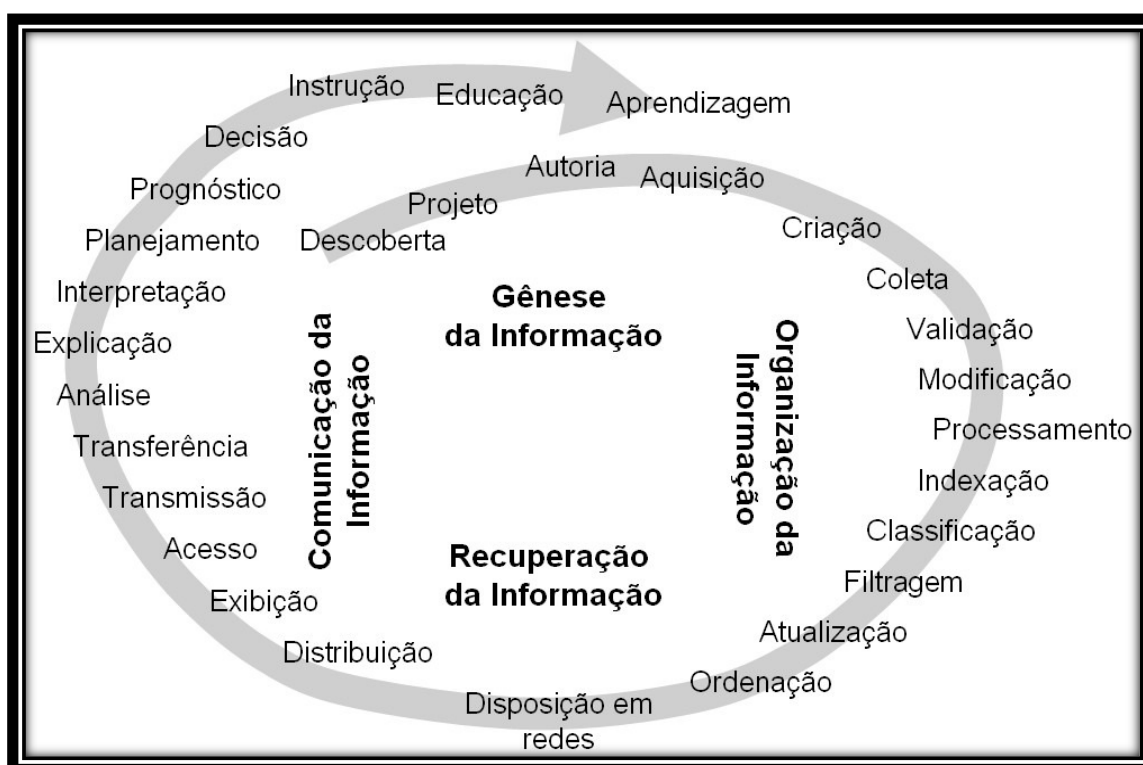 Instrução
Educação
Aprendizagem
Decisão
Prognóstico
Planejamento
Interpretação
Explicação
Análise
Transferência
Transmissão
Acesso
Exibição
Distribuição
Disposição em
redes
Ordenação
Atualização
Filtragem
Classificação
Indexação
Processamento
Modificação
Validação
Coleta
Criação
Aquisição
Autoria
Projeto
Descoberta
Gênese
da Informação
Organização da
Informação
Recuperação
da Informação
Comunicação da
Informação